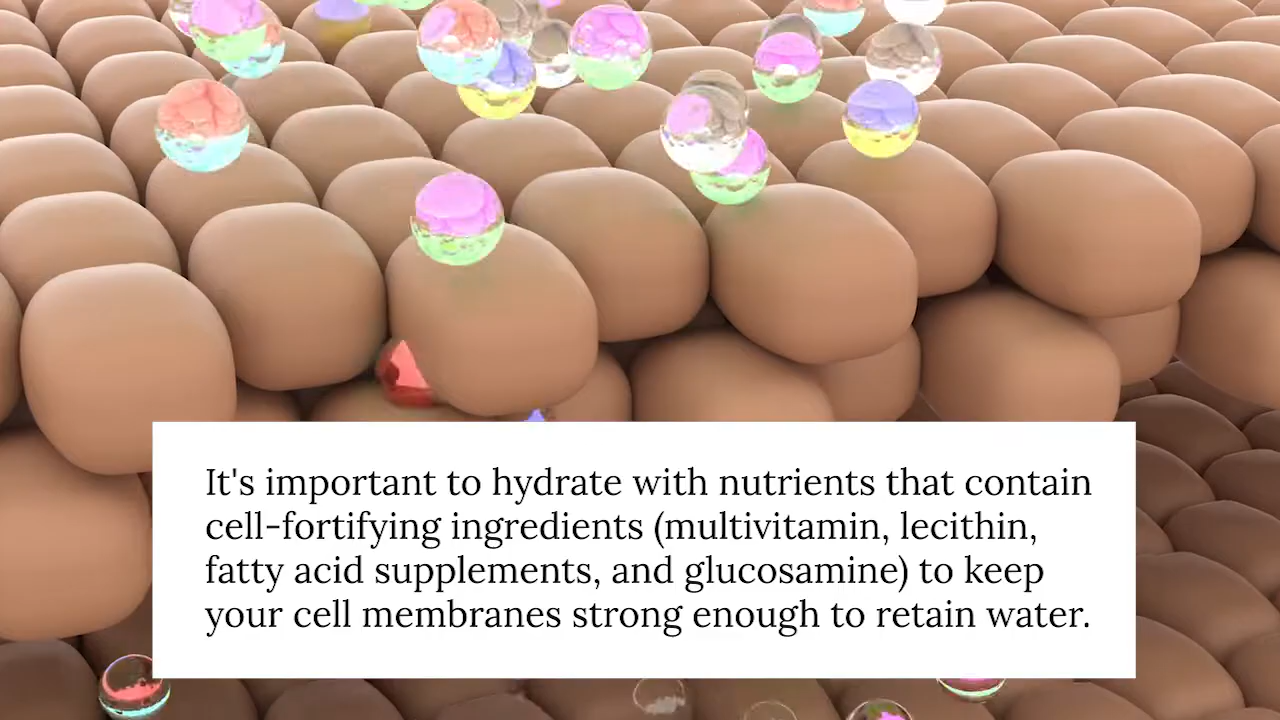 It's important to hydrate with nutrients that contain
cell-fortifying ingredients (multivitamin, lecithin,
fatty acid supplements, and glucosamine) to keep
your cell membranes strong enough to retain water.